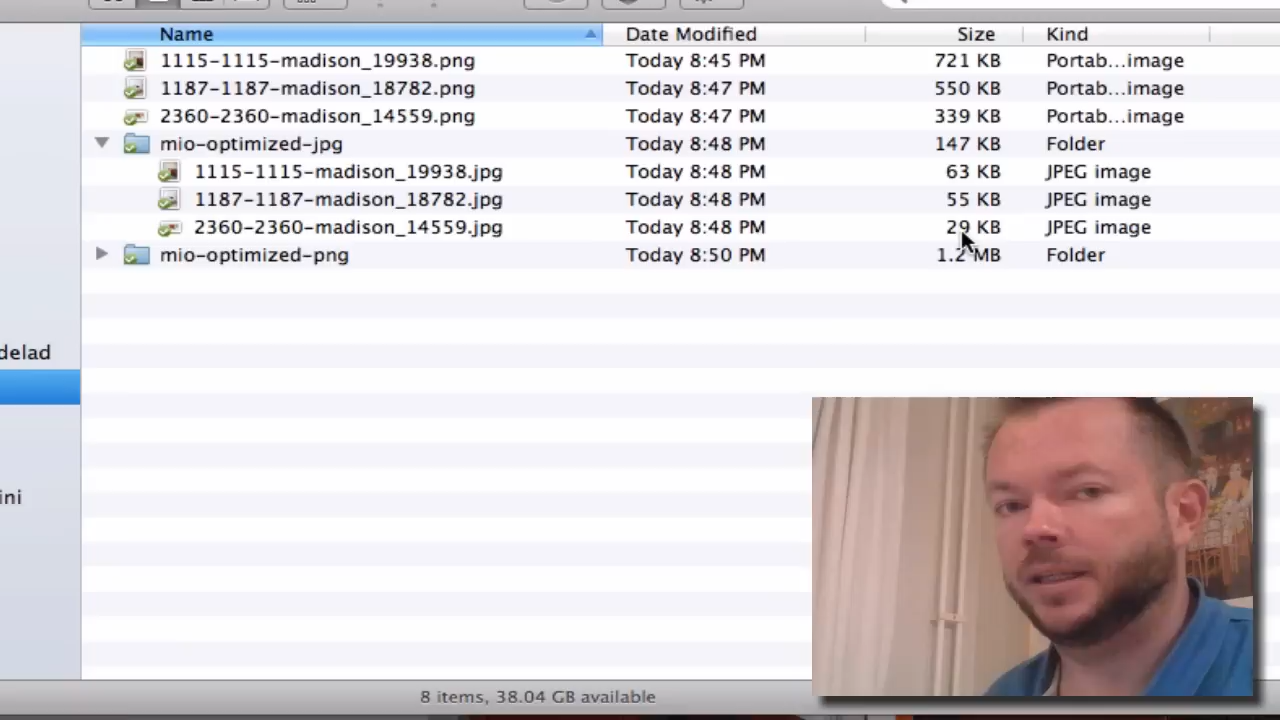 Name Date Modified Size Kind
1115-1115-madison_19938.png Today 8:45 PM 721 KB Portab...image
1187-1187-madison_18782.png Today 8:47 PM 550 KB Portab...image
2360-2360-madison_14559.png Today 8:47 PM 339 KB Portab...image
mio-optimized-jpg Today 8:48 PM 147 KB Folder
1115-1115-madison_19938.jpg Today 8:48 PM 63 KB JPEG image
1187-1187-madison_18782.jpg Today 8:48 PM 55 KB JPEG image
2360-2360-madison_14559.jpg Today 8:48 PM 29 KB JPEG image
mio-optimized-png Today 8:50 PM 1.2 MB Folder
delad
ini
8 items, 38.04 GB available